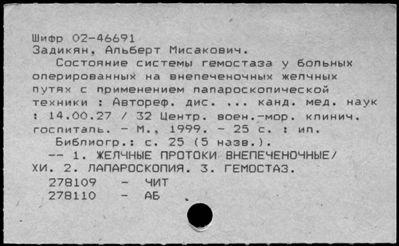 Шифр 02-46691
Задикян, Альберт Мисакович.
Состояние системы гемостаза у больных
оперированных на внепеченочных желчных
путях с применением лапароскопической
техники : Автореф. дис. ... канд. мед. наук
: 14.00.27 / 32 Центр. воен.-мор. клинич.
госпиталь. - М., 1999. - 25 с. : ил.
Библиогр.: с. 25 (5 назв.).
-- 1. ЖЕЛЧНЫЕ ПРОТОКИ ВНЕПЕЧЕНОЧНЫЕ/
ХИ. 2. ЛАПАРОСКОПИЯ. 3. ГЕМОСТАЗ.
278109 - ЧИТ
278110 - АБ